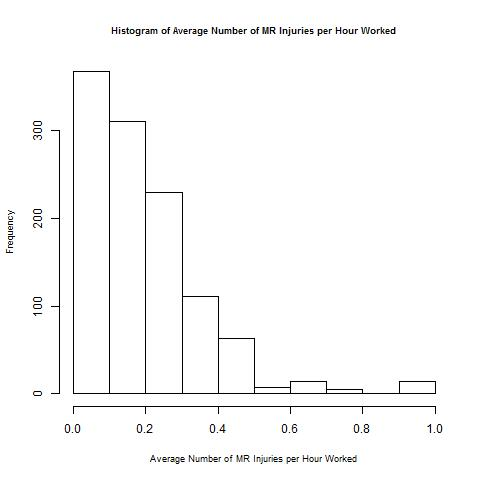 Histogram of Average Number of MR Injuries per Hour Worked
Frequency
300
200
100
0
0.0 0.2 0.4 0.6 0.8 1.0
Average Number of MR Injuries per Hour Worked